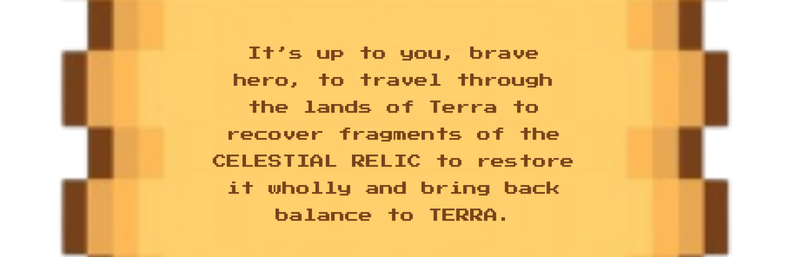 It's up to you, brave
hero, to travel through
the lands of Terra to
recover fragments of the
CELESTIAL RELIC to restore
it wholly and bring back
balance to TERRA.